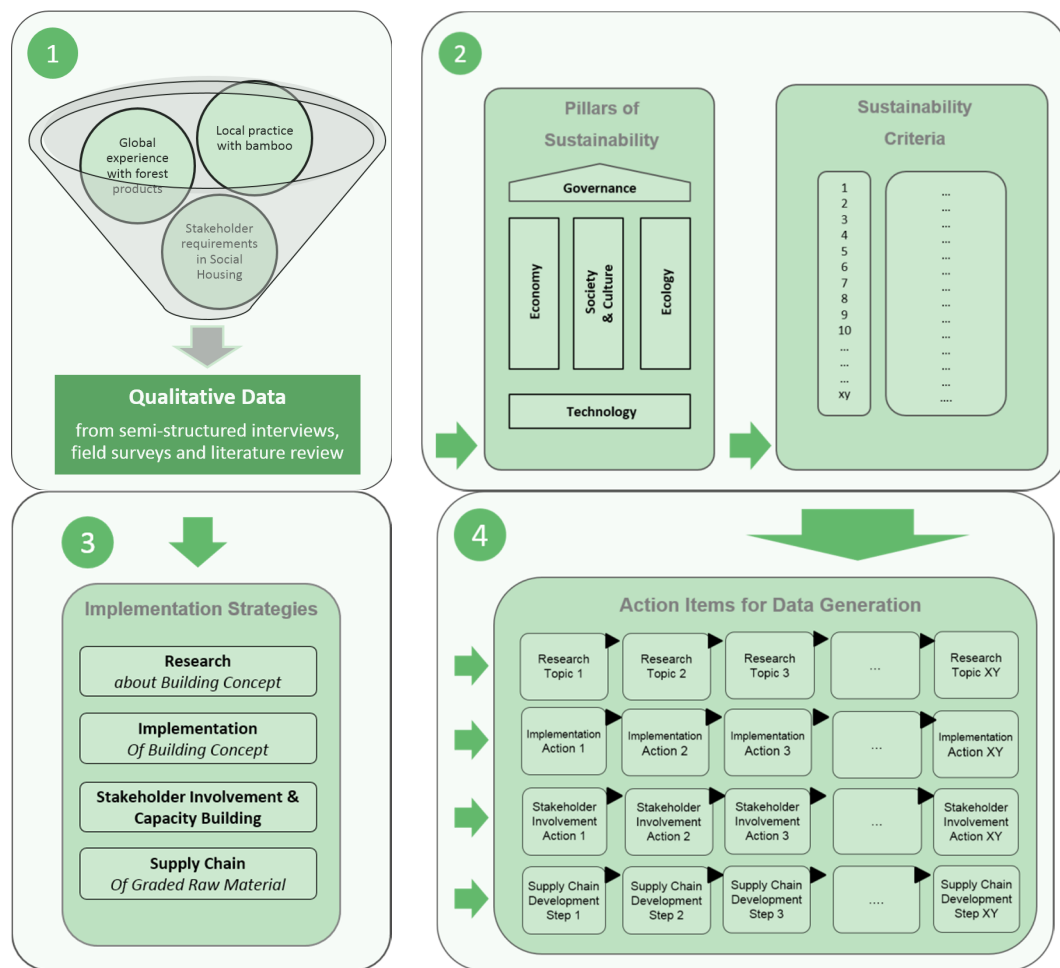 1
Global
experience
with forest
products
Local practice
with bamboo
Stakeholder
requirements
in Social
Housing
Qualitative Data
from semi-structured interviews,
field surveys and literature review
2
Pillars of
Sustainability
Governance
Economy
Society
& Culture
Ecology
Technology
Sustainability
Criteria
1
2
3
4
5
6
7
8
9
10
...
...
...
xy
...
...
...
...
...
...
...
...
...
...
...
...
...
....
3
Implementation Strategies
Research
about Building Concept
Implementation
Of Building Concept
Stakeholder Involvement &
Capacity Building
Supply Chain
Of Graded Raw Material
4
Action Items for Data Generation
Research
Topic 1
Research
Topic 2
Research
Topic 3
...
Research
Topic XY
Implementation
Action 1
Implementation
Action 2
Implementation
Action 3
...
Implementation
Action XY
Stakeholder
Involvement
Action 1
Stakeholder
Involvement
Action 2
Stakeholder
Involvement
Action 3
...
Stakeholder
Involvement
Action XY
Supply Chain
Development
Step 1
Supply Chain
Development
Step 2
Supply Chain
Development
Step 3
....
Supply Chain
Development
Step XY